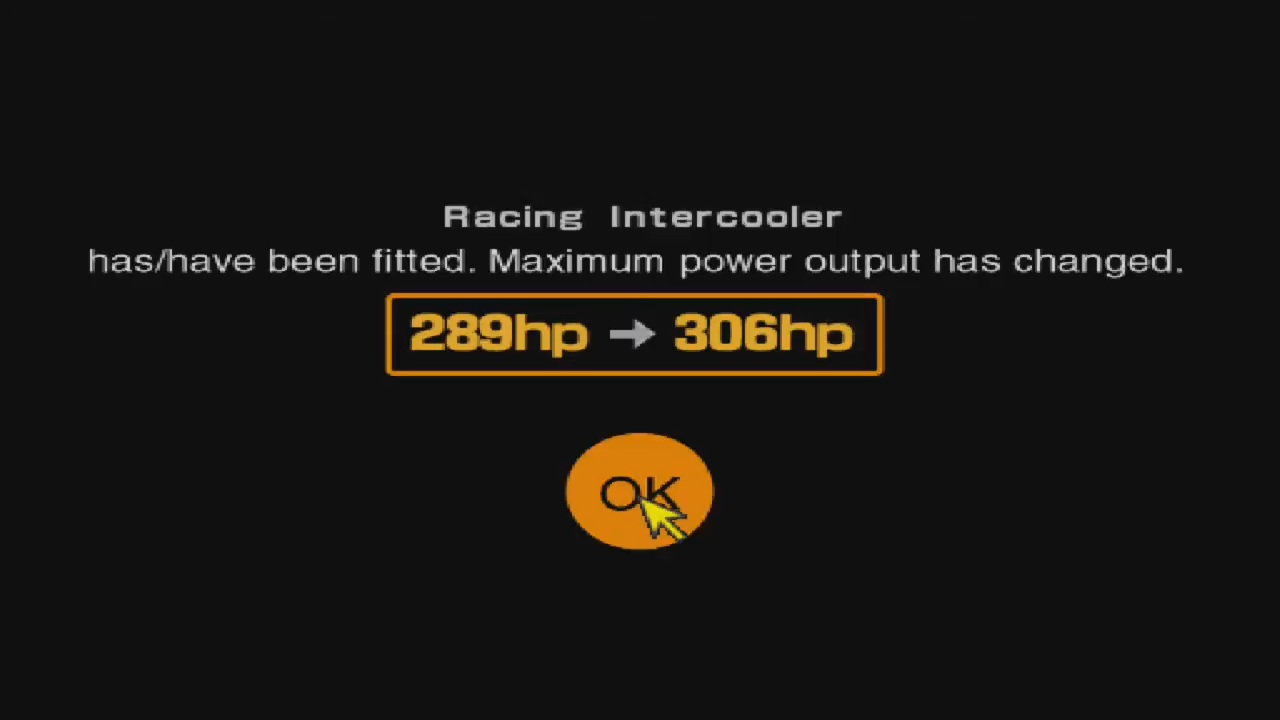 Racing Intercooler
has/have been fitted. Maximum power output has changed.
289hp → 306hp
OK